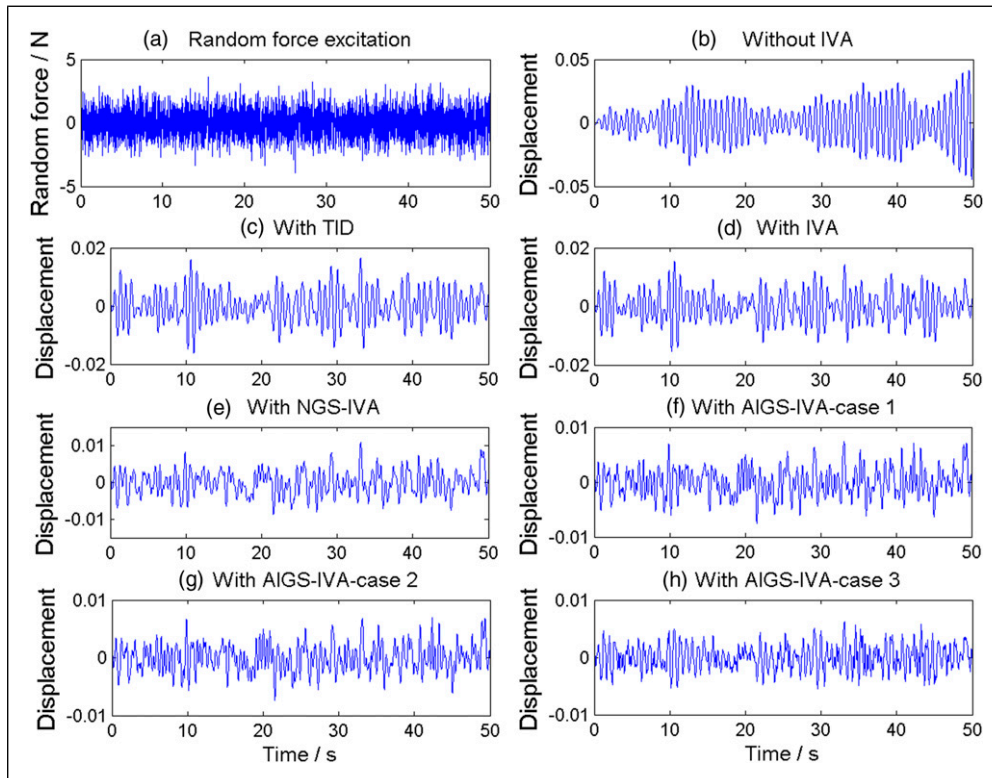 (a) Random force excitation
Random force / N
5
0
-5
0 10 20 30 40 50
(b) Without IVA
Displacement
0.05
0
-0.05
0 10 20 30 40 50
(c) With TID
Displacement
0.02
0
-0.02
0 10 20 30 40 50
(d) With IVA
Displacement
0.02
0
-0.02
0 10 20 30 40 50
(e) With NGS-IVA
Displacement
0.01
0
-0.01
0 10 20 30 40 50
(f) With AIGS-IVA-case 1
Displacement
0.01
0
-0.01
0 10 20 30 40 50
(g) With AIGS-IVA-case 2
Displacement
0.01
0
-0.01
0 10 20 30 40 50
Time / s
(h) With AIGS-IVA-case 3
Displacement
0.01
0
-0.01
0 10 20 30 40 50
Time / s